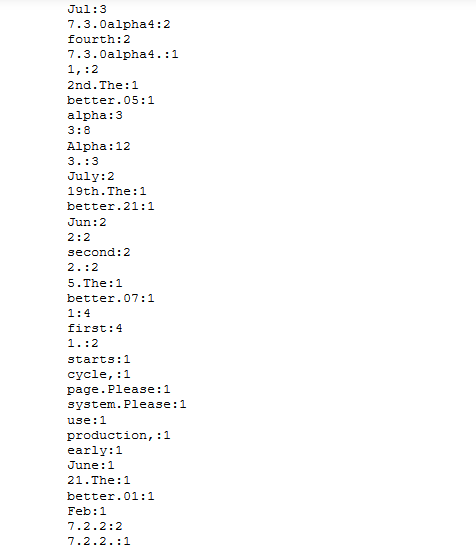 Jul:3
7.3.0alpha4:2
fourth:2
7.3.0alpha4.:1
1,:2
2nd.The:1
better.05:1
alpha:3
3:8
Alpha:12
3.:3
July:2
19th.The:1
better.21:1
Jun:2
2:2
second:2
2.:2
5.The:1
better.07:1
1:4
first:4
1.:2
starts:1
cycle,:1
page.Please:1
system.Please:1
use:1
production,:1
early:1
June:1
21.The:1
better.01:1
Feb:1
7.2.2:2
7.2.2.:1